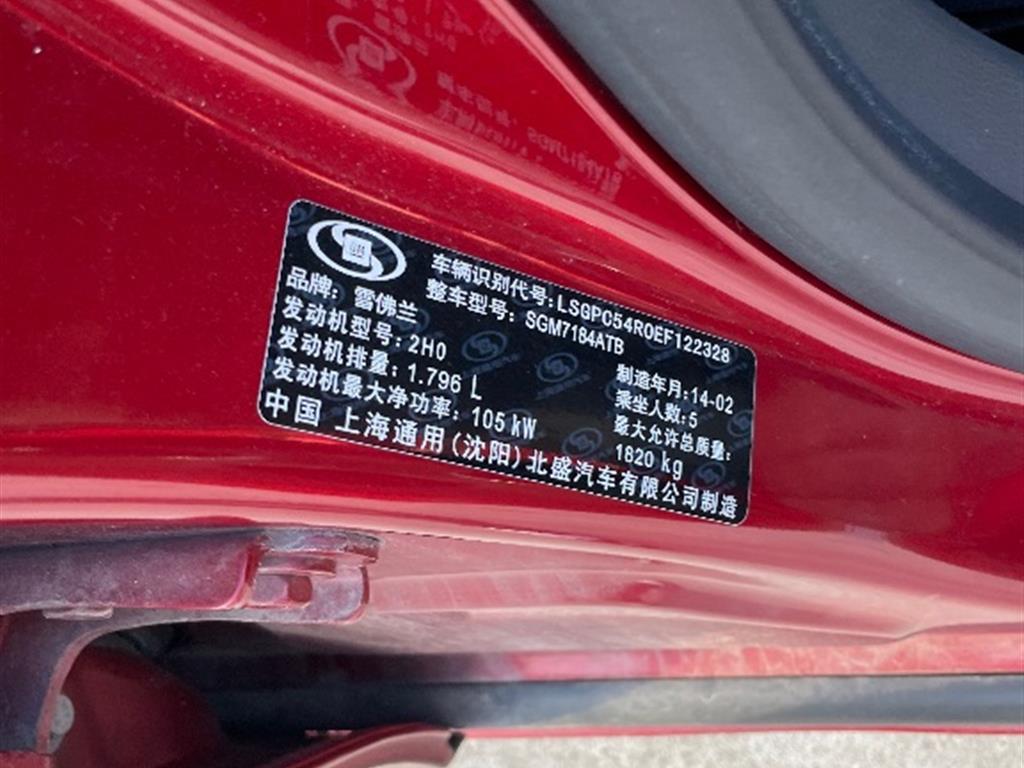 车辆识别代号:LSGPC54R0EF122328
品牌: 雪佛兰 整车型号: SGM7184ATB
发动机型号: 2H0 制造年月:14-02
发动机排量: 1.796 L 乘坐人数:5
发动机最大净功率: 105 kW 最大允许总质量:
1820 kg
中国 上海通用(沈阳)北盛汽车有限公司制造